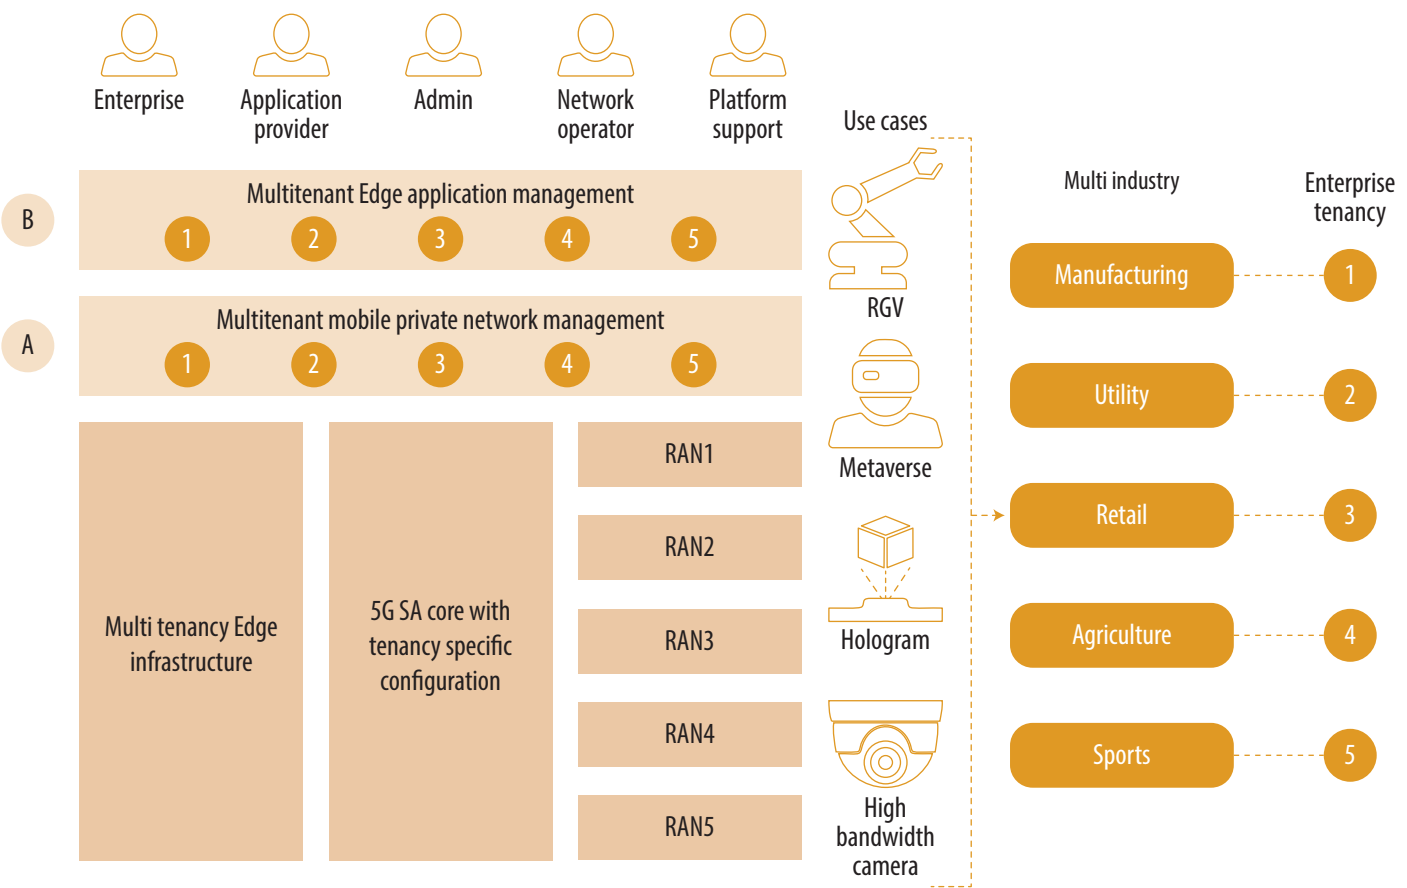 Enterprise
Application
provider
Admin
Network
operator
Platform
support
B
Multitenant Edge application management
1 2 3 4 5
A
Multitenant mobile private network management
1 2 3 4 5
Multi tenancy Edge
infrastructure
5G SA core with
tenancy specific
configuration
RAN1
RAN2
RAN3
RAN4
RAN5
Use cases
RGV
Metaverse
Hologram
High
bandwidth
camera
Multi industry
Enterprise
tenancy
Manufacturing 1
Utility 2
Retail 3
Agriculture 4
Sports 5